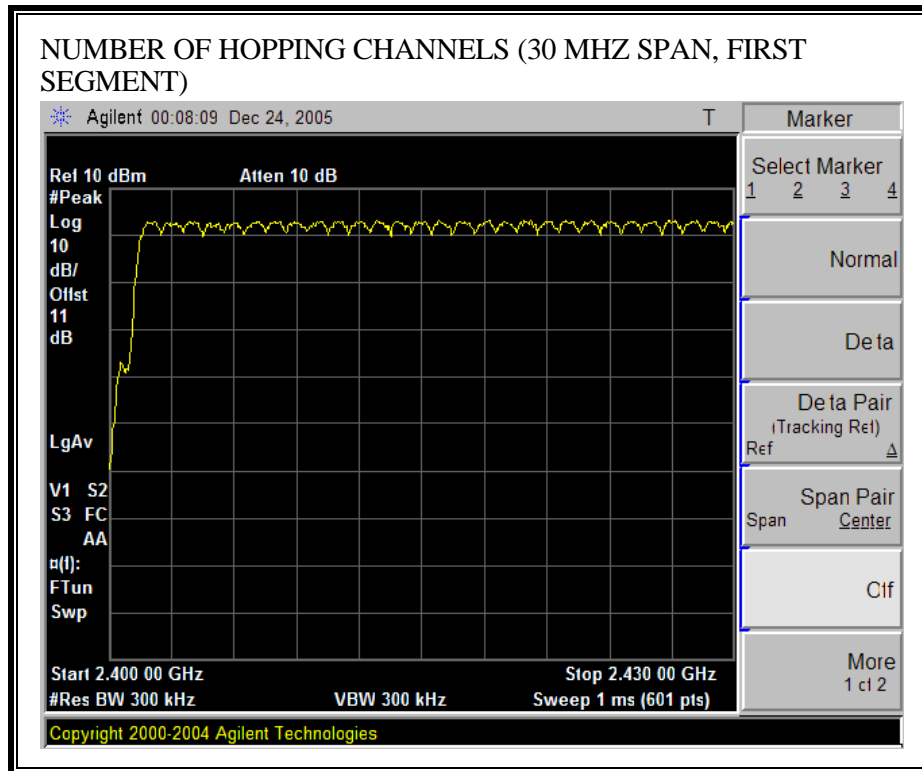 NUMBER OF HOPPING CHANNELS (30 MHZ SPAN, FIRST
SEGMENT)
Agilent 00:08:09 Dec 24, 2005 T
Marker
Ref 10 dBm Atten 10 dB
#Peak
Log
10
dB/
Offst
11
dB
LgAv
V1 S2
S3 FC
AA
¤(f):
FTun
Swp
Start 2.400 00 GHz Stop 2.430 00 GHz
#Res BW 300 kHz VBW 300 kHz Sweep 1 ms (601 pts)
Copyright 2000-2004 Agilent Technologies
Select Marker
1 2 3 4
Normal
Delta
Delta Pair
(Tracking Ref)
Ref Δ
Span Pair
Span Center
Off
More
1 of 2